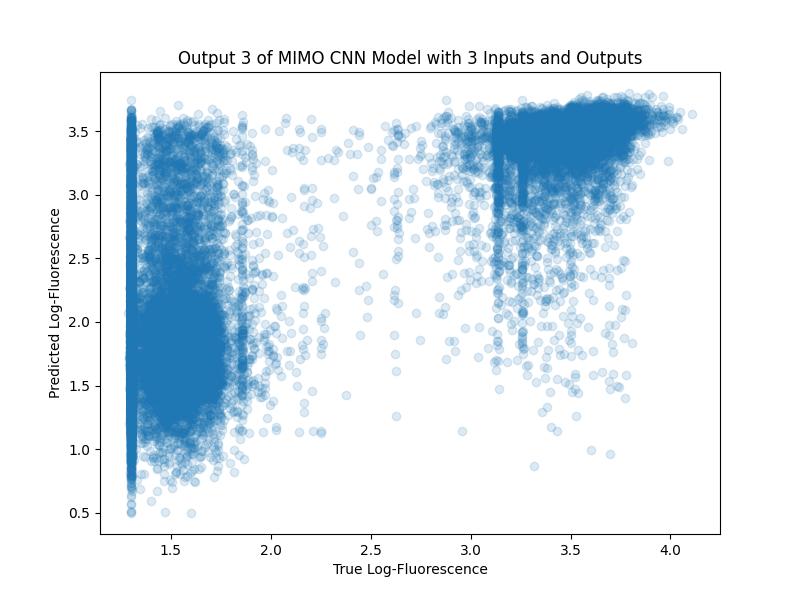 Output 3 of MIMO CNN Model with 3 Inputs and Outputs
3.5
3.0
2.5
2.0
1.5
1.0
0.5
Predicted Log-Fluorescence
1.5 2.0 2.5 3.0 3.5 4.0
True Log-Fluorescence